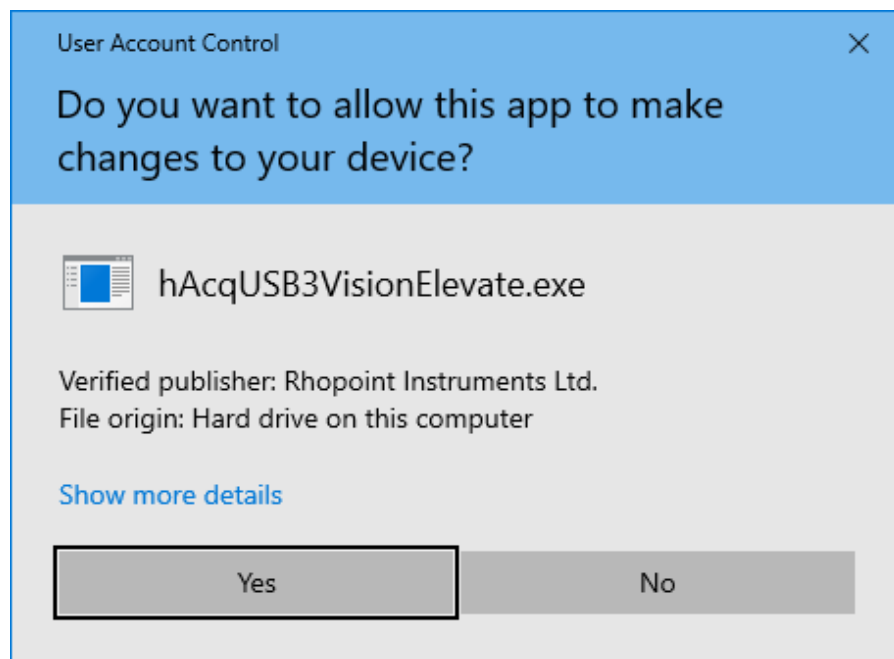 User Account Control
Do you want to allow this app to make
changes to your device?
hAcqUSB3VisionElevate.exe
Verified publisher: Rhopoint Instruments Ltd.
File origin: Hard drive on this computer
Show more details
Yes
No